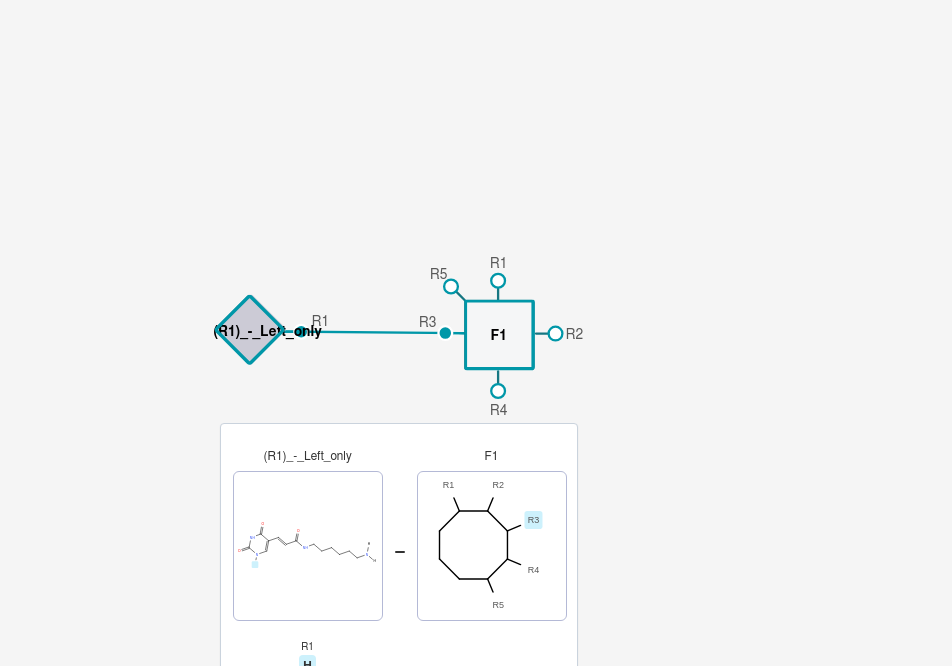 R1
R5
R1
R3
(R1)_-_Left_only
F1
R2
R4
(R1)_-_Left_only
F1
R1
R2
R3
R4
R5
R1
H